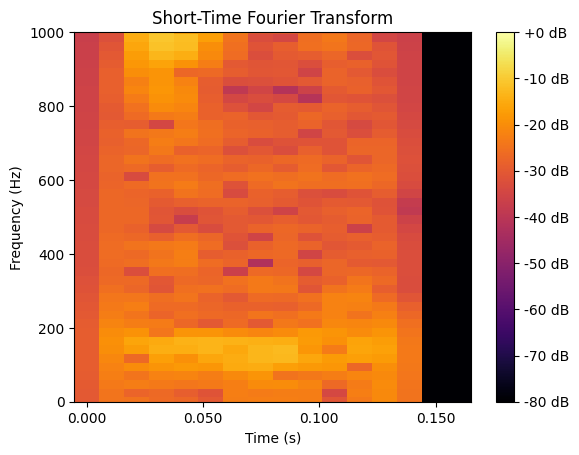 Short-Time Fourier Transform
1000
800
600
400
200
0
Frequency (Hz)
0.000
0.050
0.100
0.150
Time (s)
+0 dB
-10 dB
-20 dB
-30 dB
-40 dB
-50 dB
-60 dB
-70 dB
-80 dB